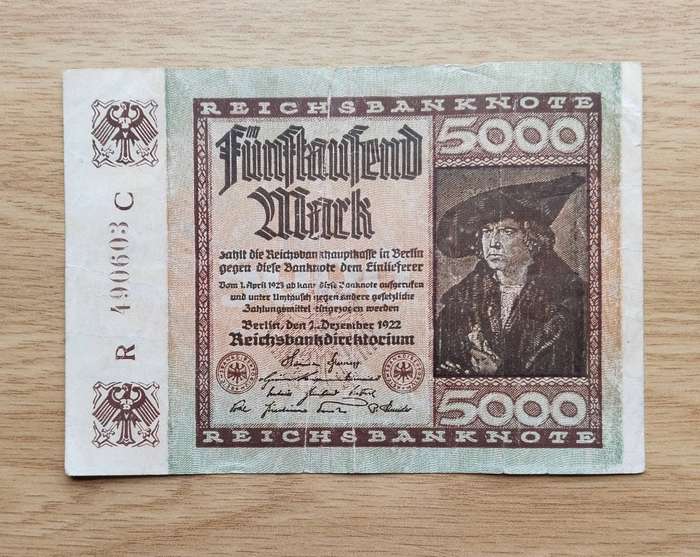 REICHSBANKNOTE
5000
Fünftausend
Mark
zahlt die Reichsbankhauptkasse in Berlin
gegen diese Banknote dem Einlieferer
Vom 1. April 1923 ab kann diese Banknote aufgerufen
und unter Umtausch gegen andere gesetzliche
Zahlungsmittel eingezogen werden
Berlin, den 2. Dezember 1922
Reichsbankdirektorium
5000
REICHSBANKNOTE
R 490603 C